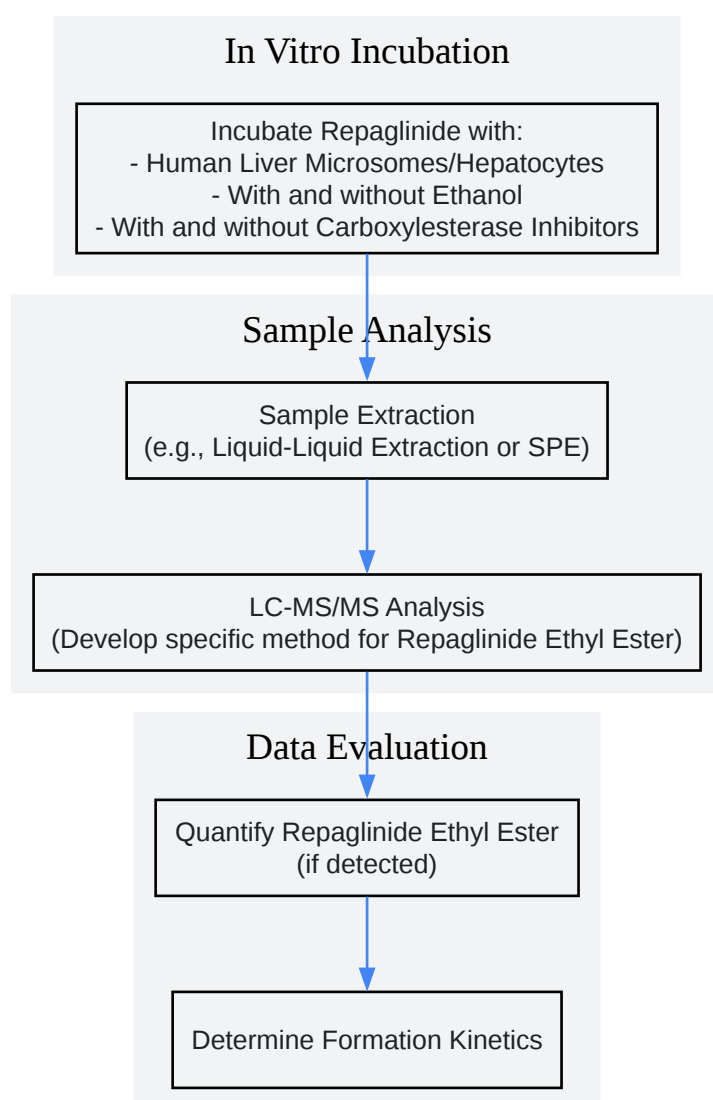 In Vitro Incubation
Incubate Repaglinide with:
- Human Liver Microsomes/Hepatocytes
- With and without Ethanol
- With and without Carboxylesterase Inhibitors
Sample Analysis
Sample Extraction
(e.g., Liquid-Liquid Extraction or SPE)
LC-MS/MS Analysis
(Develop specific method for Repaglinide Ethyl Ester)
Data Evaluation
Quantify Repaglinide Ethyl Ester
(if detected)
Determine Formation Kinetics